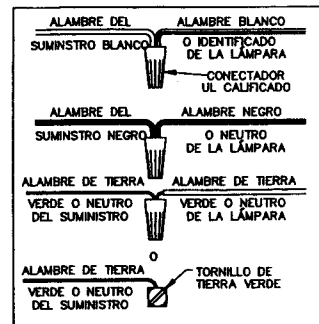 ALAMBRE DEL
ALAMBRE BLANCO
SUMINSTRO BLANCO
O IDENTIFICADO
DE LA LÁMPARA
CONECTADOR
UL CALIFICADO
ALAMBRE DEL
ALAMBRE NEGRO
SUMINSTRO NEGRO
O NEUTRO
DE LA LÁMPARA
ALAMBRE DE TIERRA
ALAMBRE DE TIERRA
VERDE O NEUTRO
DEL SUMINISTRO
VERDE O NEUTRO
DE LA LÁMPARA
O
ALAMBRE DE TIERRA
TORNILLO DE
TIERRA VERDE
VERDE O NEUTRO
DEL SUMINISTRO